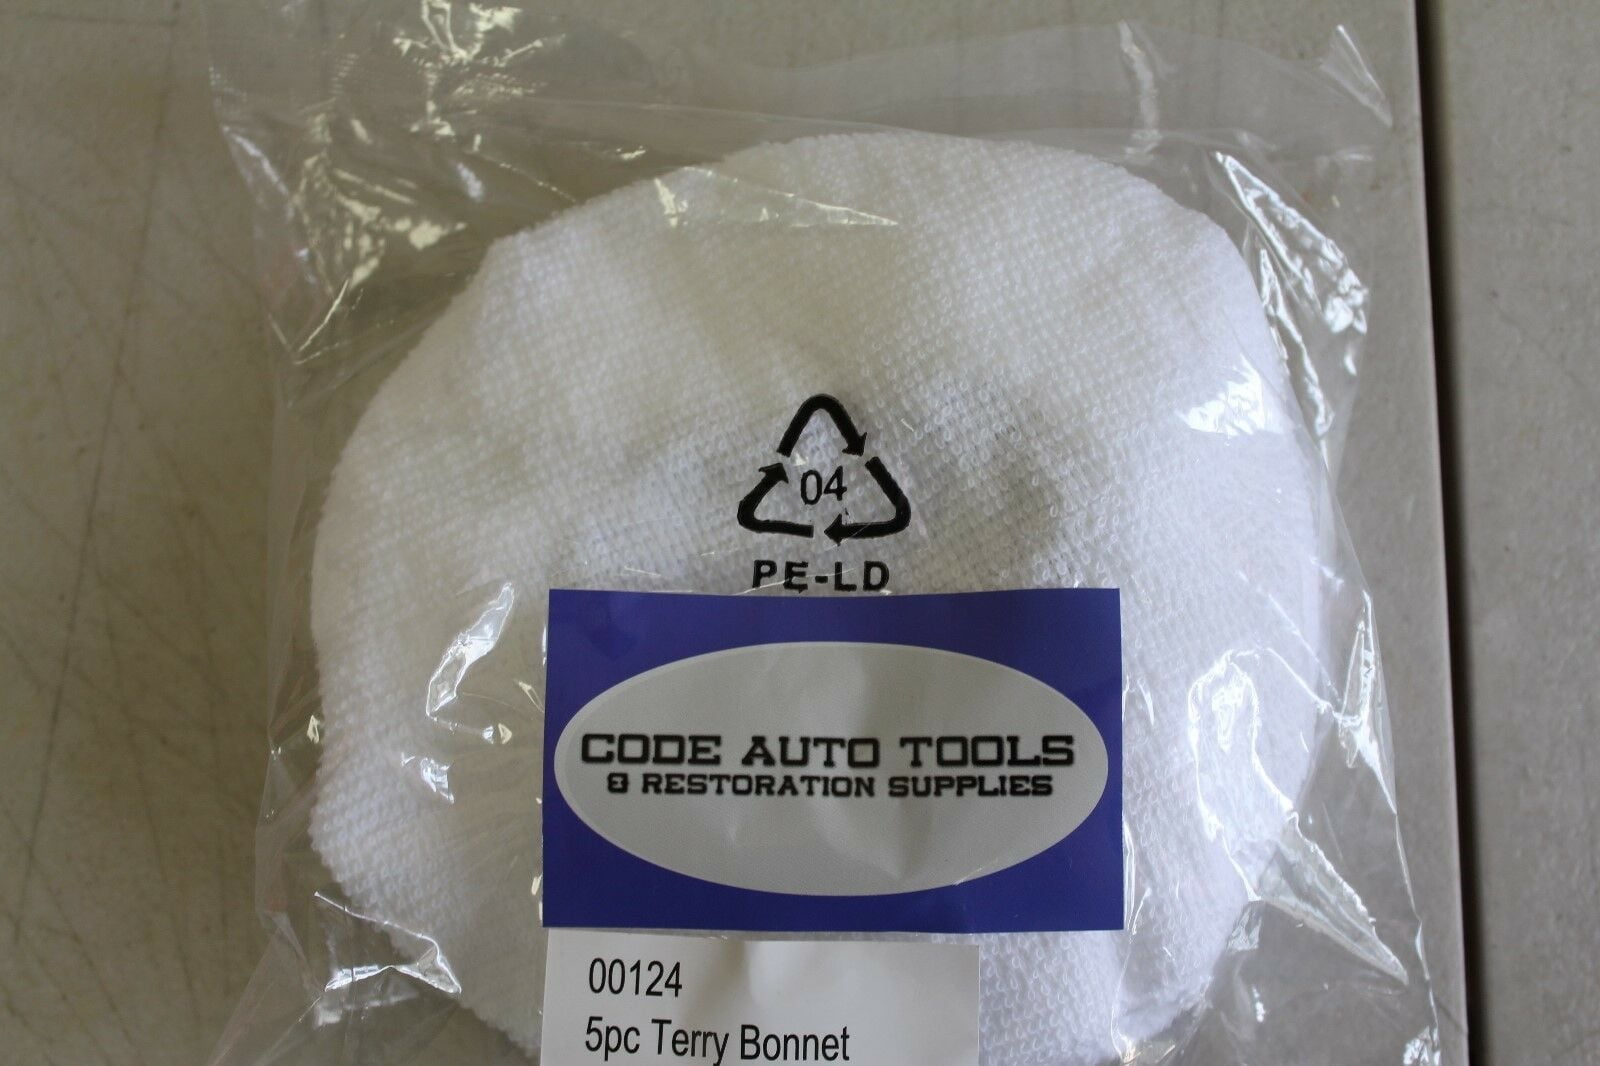 04
PE-LD
CODE AUTO TOOLS
& RESTORATION SUPPLIES
00124
5pc Terry Bonnet